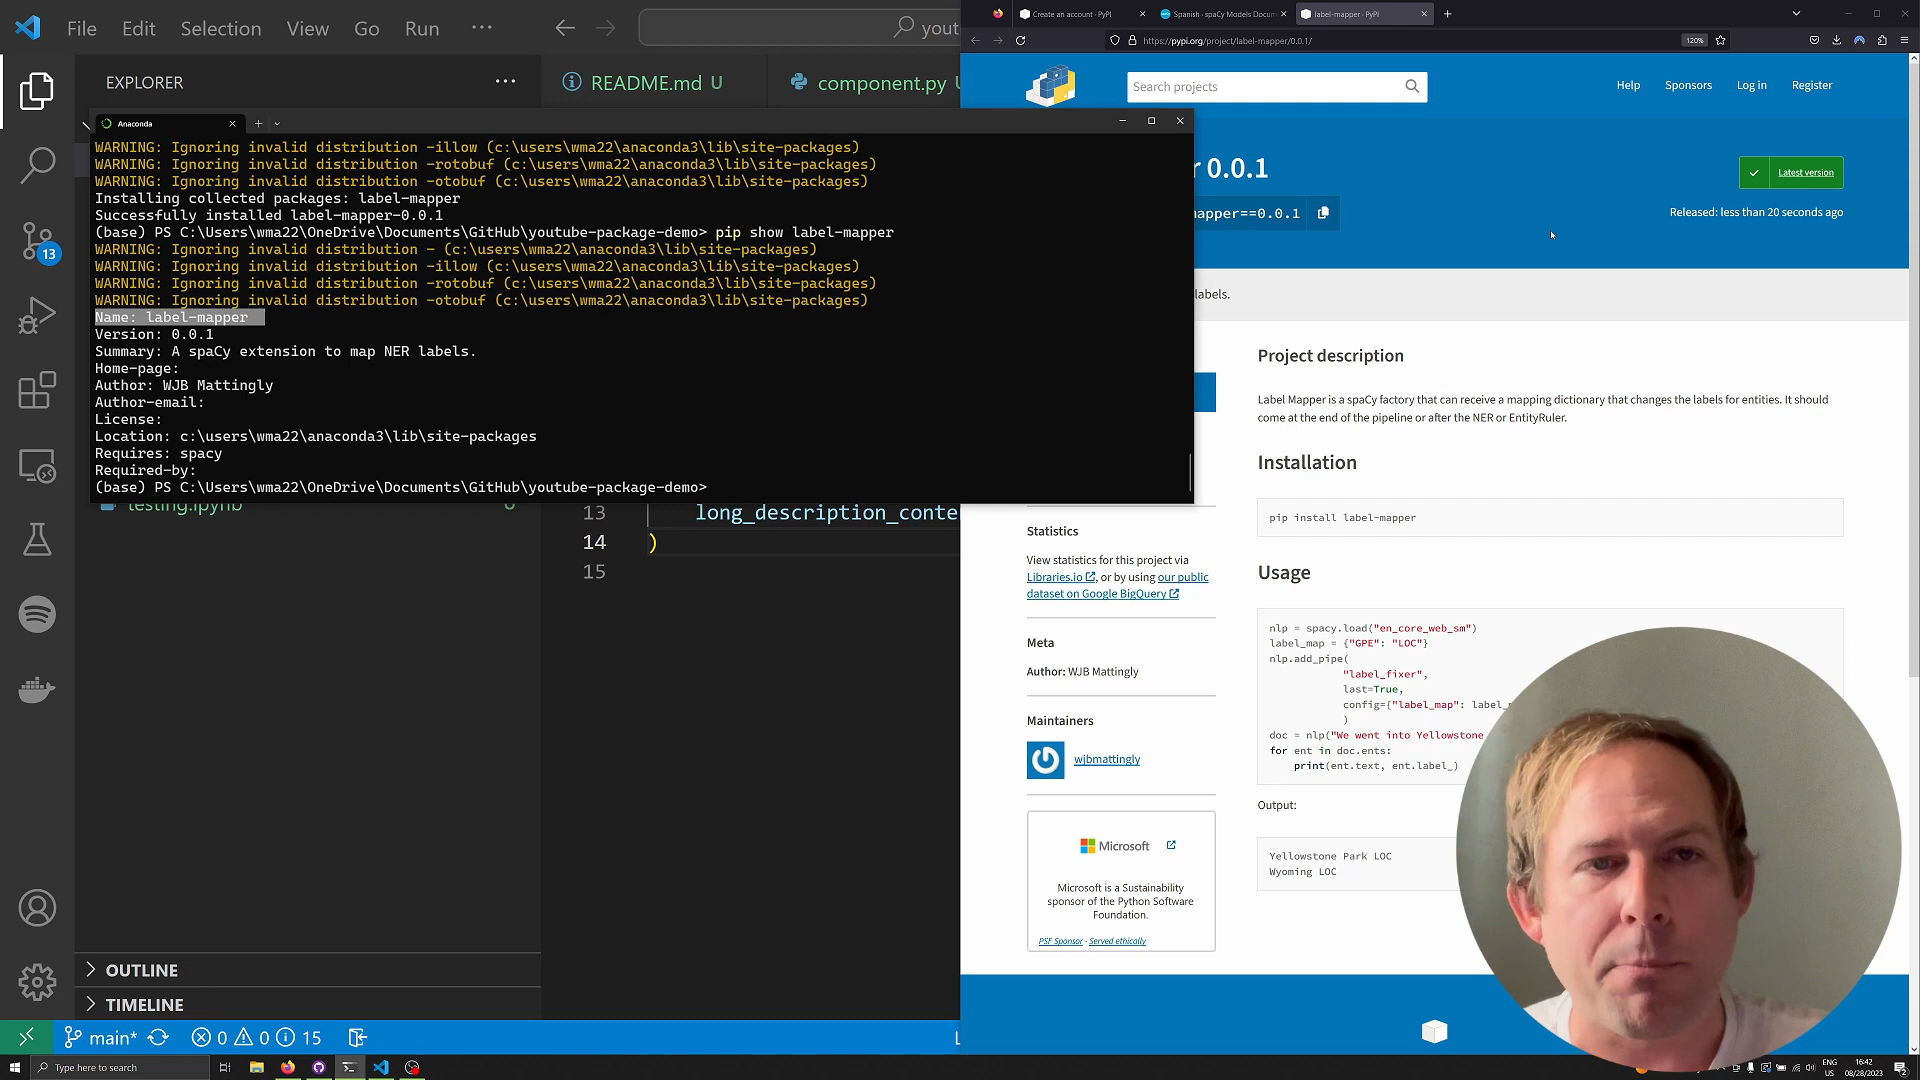 File Edit Selection View Go Run ···
yout
EXPLORER ···
README.md U
component.py
Anaconda
WARNING: Ignoring invalid distribution -illow (c:\users\wma22\anaconda3\lib\site-packages)
WARNING: Ignoring invalid distribution -rotobuf (c:\users\wma22\anaconda3\lib\site-packages)
WARNING: Ignoring invalid distribution -otobuf (c:\users\wma22\anaconda3\lib\site-packages)
Installing collected packages: label-mapper
Successfully installed label-mapper-0.0.1
(base) PS C:\Users\wma22\OneDrive\Documents\GitHub\youtube-package-demo> pip show label-mapper
WARNING: Ignoring invalid distribution - (c:\users\wma22\anaconda3\lib\site-packages)
WARNING: Ignoring invalid distribution -illow (c:\users\wma22\anaconda3\lib\site-packages)
WARNING: Ignoring invalid distribution -rotobuf (c:\users\wma22\anaconda3\lib\site-packages)
WARNING: Ignoring invalid distribution -otobuf (c:\users\wma22\anaconda3\lib\site-packages)
Name: label-mapper
Version: 0.0.1
Summary: A spaCy extension to map NER labels.
Home-page:
Author: WJB Mattingly
Author-email:
License:
Location: c:\users\wma22\anaconda3\lib\site-packages
Requires: spacy
Required-by:
(base) PS C:\Users\wma22\OneDrive\Documents\GitHub\youtube-package-demo>
testing.ipynb
13 long_description_conte
14 )
15
13
OUTLINE
TIMELINE
main* 0 0 15
Type here to search
Create an account · PyPI
Spanish · spaCy Models Docum
label-mapper · PyPI
https://pypi.org/project/label-mapper/0.0.1/
120%
Search projects
Help Sponsors Log in Register
r 0.0.1
mapper==0.0.1
Latest version
Released: less than 20 seconds ago
labels.
Project description
Label Mapper is a spaCy factory that can receive a mapping dictionary that changes the labels for entities. It should
come at the end of the pipeline or after the NER or EntityRuler.
Installation
pip install label-mapper
Usage
nlp = spacy.load("en_core_web_sm")
label_map = {"GPE": "LOC"}
nlp.add_pipe(
"label_fixer",
last=True,
config={"label_map": label_
)
doc = nlp("We went into Yellowstone
for ent in doc.ents:
print(ent.text, ent.label_)
Output:
Yellowstone Park LOC
Wyoming LOC
Statistics
View statistics for this project via
Libraries.io, or by using our public
dataset on Google BigQuery
Meta
Author: WJB Mattingly
Maintainers
wjbmattingly
Microsoft
Microsoft is a Sustainability
sponsor of the Python Software
Foundation.
PSF Sponsor · Served ethically
ENG
US
16:42
08/28/2023